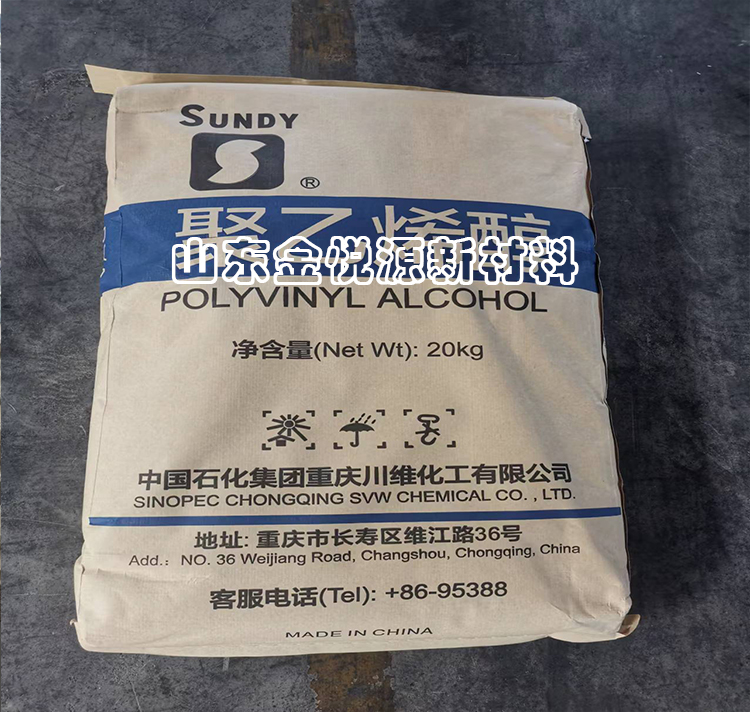 SUNDY
®
聚乙烯醇
山东金悦源新材料
POLYVINYL ALCOHOL
净含量(Net Wt): 20kg
中国石化集团重庆川维化工有限公司
SINOPEC CHONGQING SVW CHEMICAL CO. , LTD.
地址: 重庆市长寿区维江路36号
Add.: NO. 36 Weijiang Road, Changshou, Chongqing, China
客服电话(Tel): +86-95388
MADE IN CHINA